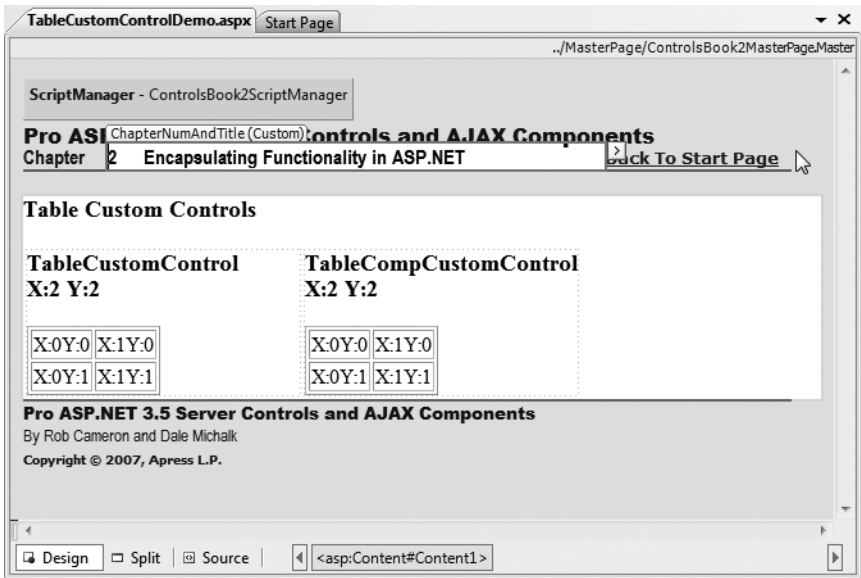 TableCustomControlDemo.aspx Start Page
../MasterPage/ControlsBook2MasterPage.Master
ScriptManager - ControlsBook2ScriptManager
ChapterNumAndTitle (Custom)
Pro Controls and AJAX Components
Chapter 2 Encapsulating Functionality in ASP.NET To Start Page
Table Custom Controls
TableCustomControl TableCompCustomControl
X:2 Y:2 X:2 Y:2
X:0Y:0 X:1Y:0 X:0Y:0 X:1Y:0
X:0Y:1 X:1Y:1 X:0Y:1 X:1Y:1
Pro ASP.NET 3.5 Server Controls and AJAX Components
By Rob Cameron and Dale Michalk
Copyright © 2007, Apress L.P.
Design Split Source <asp:Content#Content1>